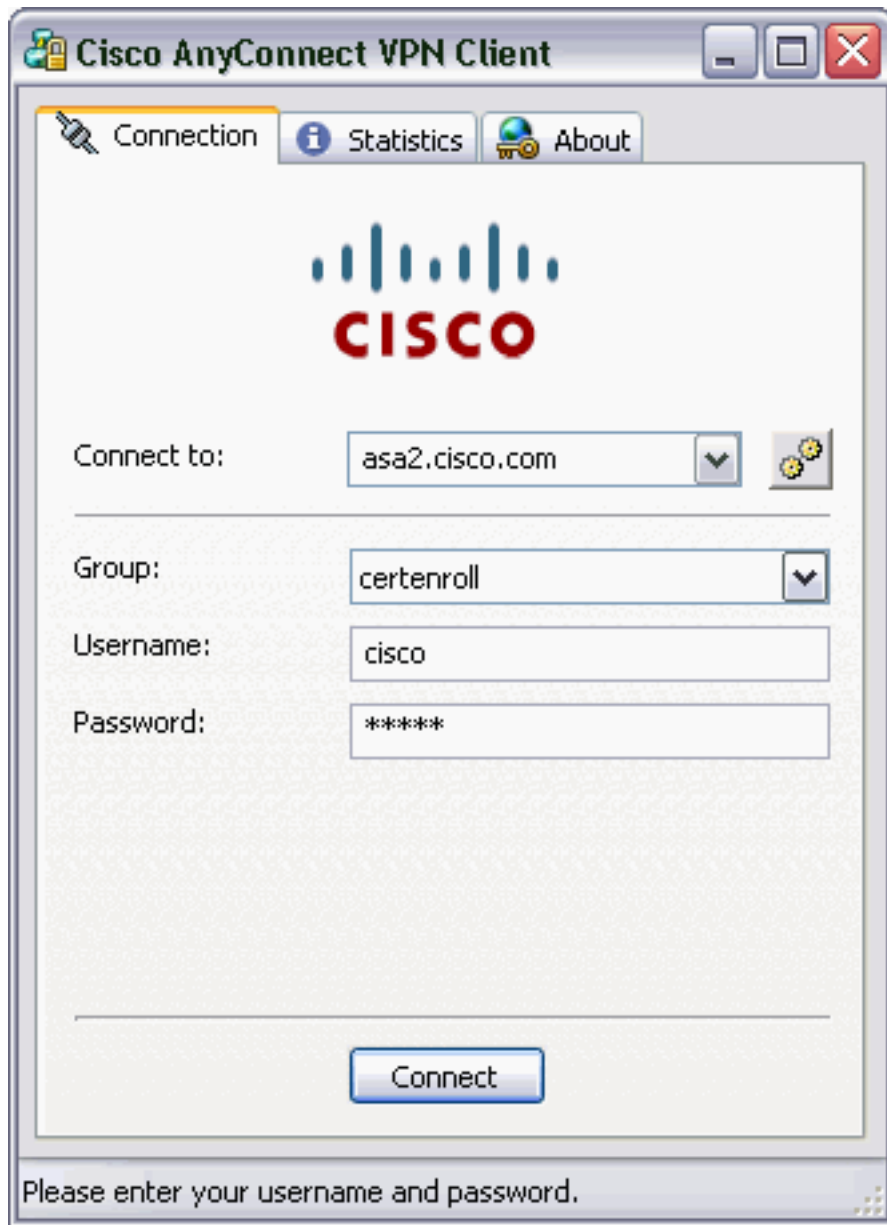 Cisco AnyConnect VPN Client
Connection Statistics About
CISCO
Connect to: asa2.cisco.com
Group: certenroll
Username: cisco
Password: *****
Connect
Please enter your username and password.